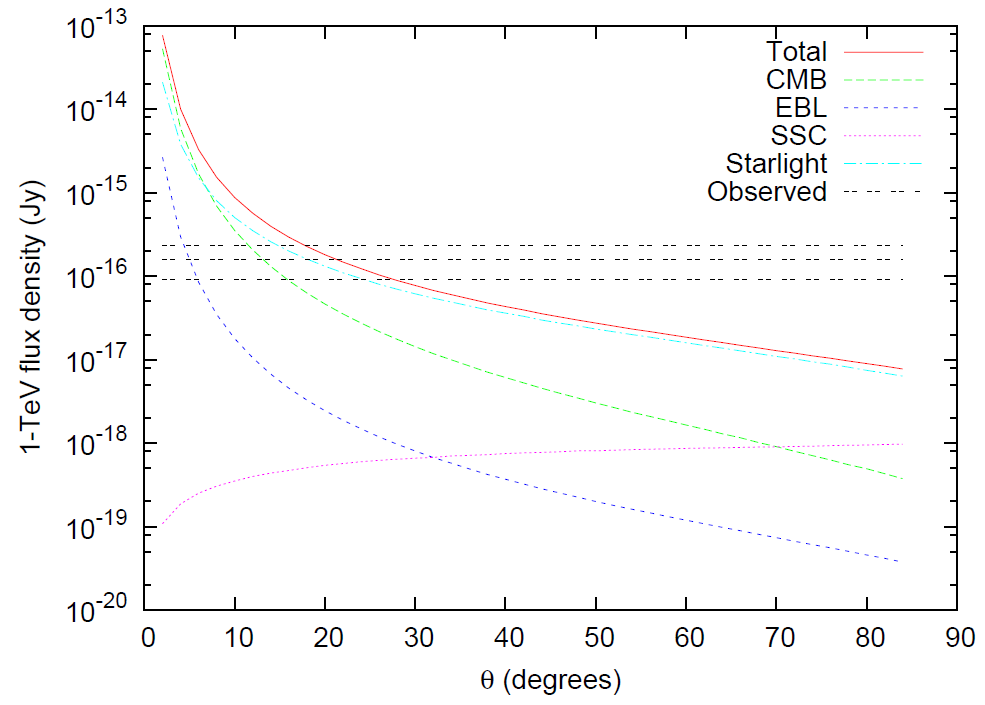 10-13
10-14
10-15
10-16
10-17
10-18
10-19
10-20
1-TeV flux density (Jy)
Total
CMB
EBL
SSC
Starlight
Observed
0 10 20 30 40 50 60 70 80 90
θ (degrees)